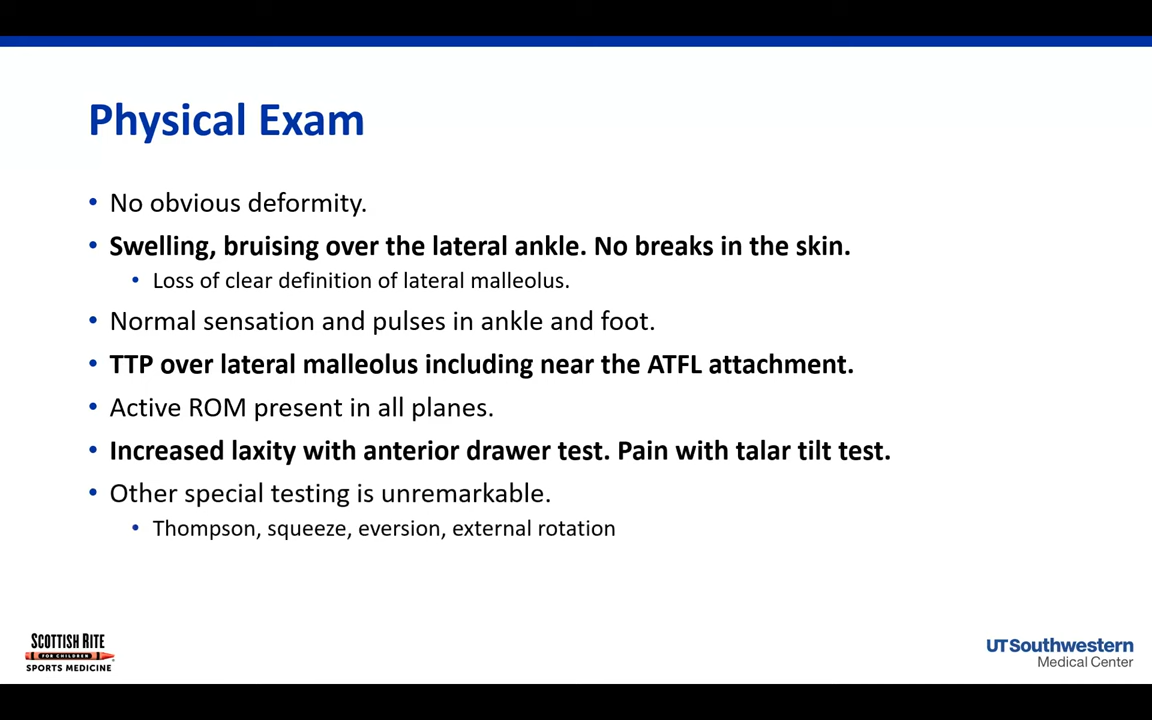 Physical Exam
• No obvious deformity.
• Swelling, bruising over the lateral ankle. No breaks in the skin.
• Loss of clear definition of lateral malleolus.
• Normal sensation and pulses in ankle and foot.
• TTP over lateral malleolus including near the ATFL attachment.
• Active ROM present in all planes.
• Increased laxity with anterior drawer test. Pain with talar tilt test.
• Other special testing is unremarkable.
• Thompson, squeeze, eversion, external rotation
SCOTTISH RITE
FOR CHILDREN
SPORTS MEDICINE
UTSouthwestern
Medical Center